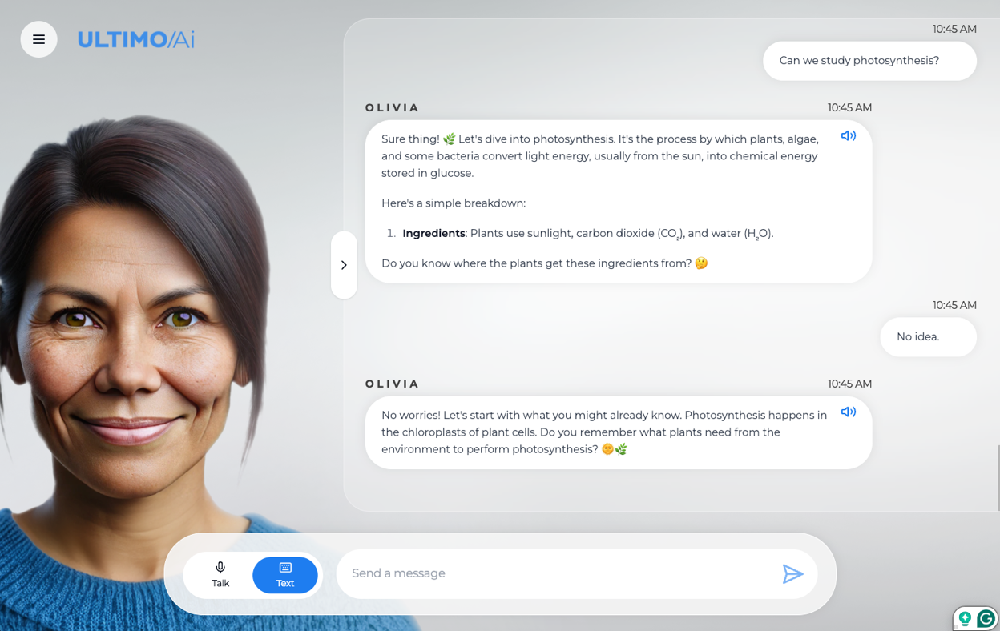 ULTIMO/Ai
10:45 AM
Can we study photosynthesis?
OLIVIA 10:45 AM
Sure thing! 🌿 Let's dive into photosynthesis. It's the process by which plants, algae,
and some bacteria convert light energy, usually from the sun, into chemical energy
stored in glucose.
Here's a simple breakdown:
1. Ingredients: Plants use sunlight, carbon dioxide (CO₂), and water (H₂O).
Do you know where the plants get these ingredients from? 🤔
10:45 AM
No idea.
OLIVIA 10:45 AM
No worries! Let's start with what you might already know. Photosynthesis happens in
the chloroplasts of plant cells. Do you remember what plants need from the
environment to perform photosynthesis? 🌞🌿
Talk
Text
Send a message